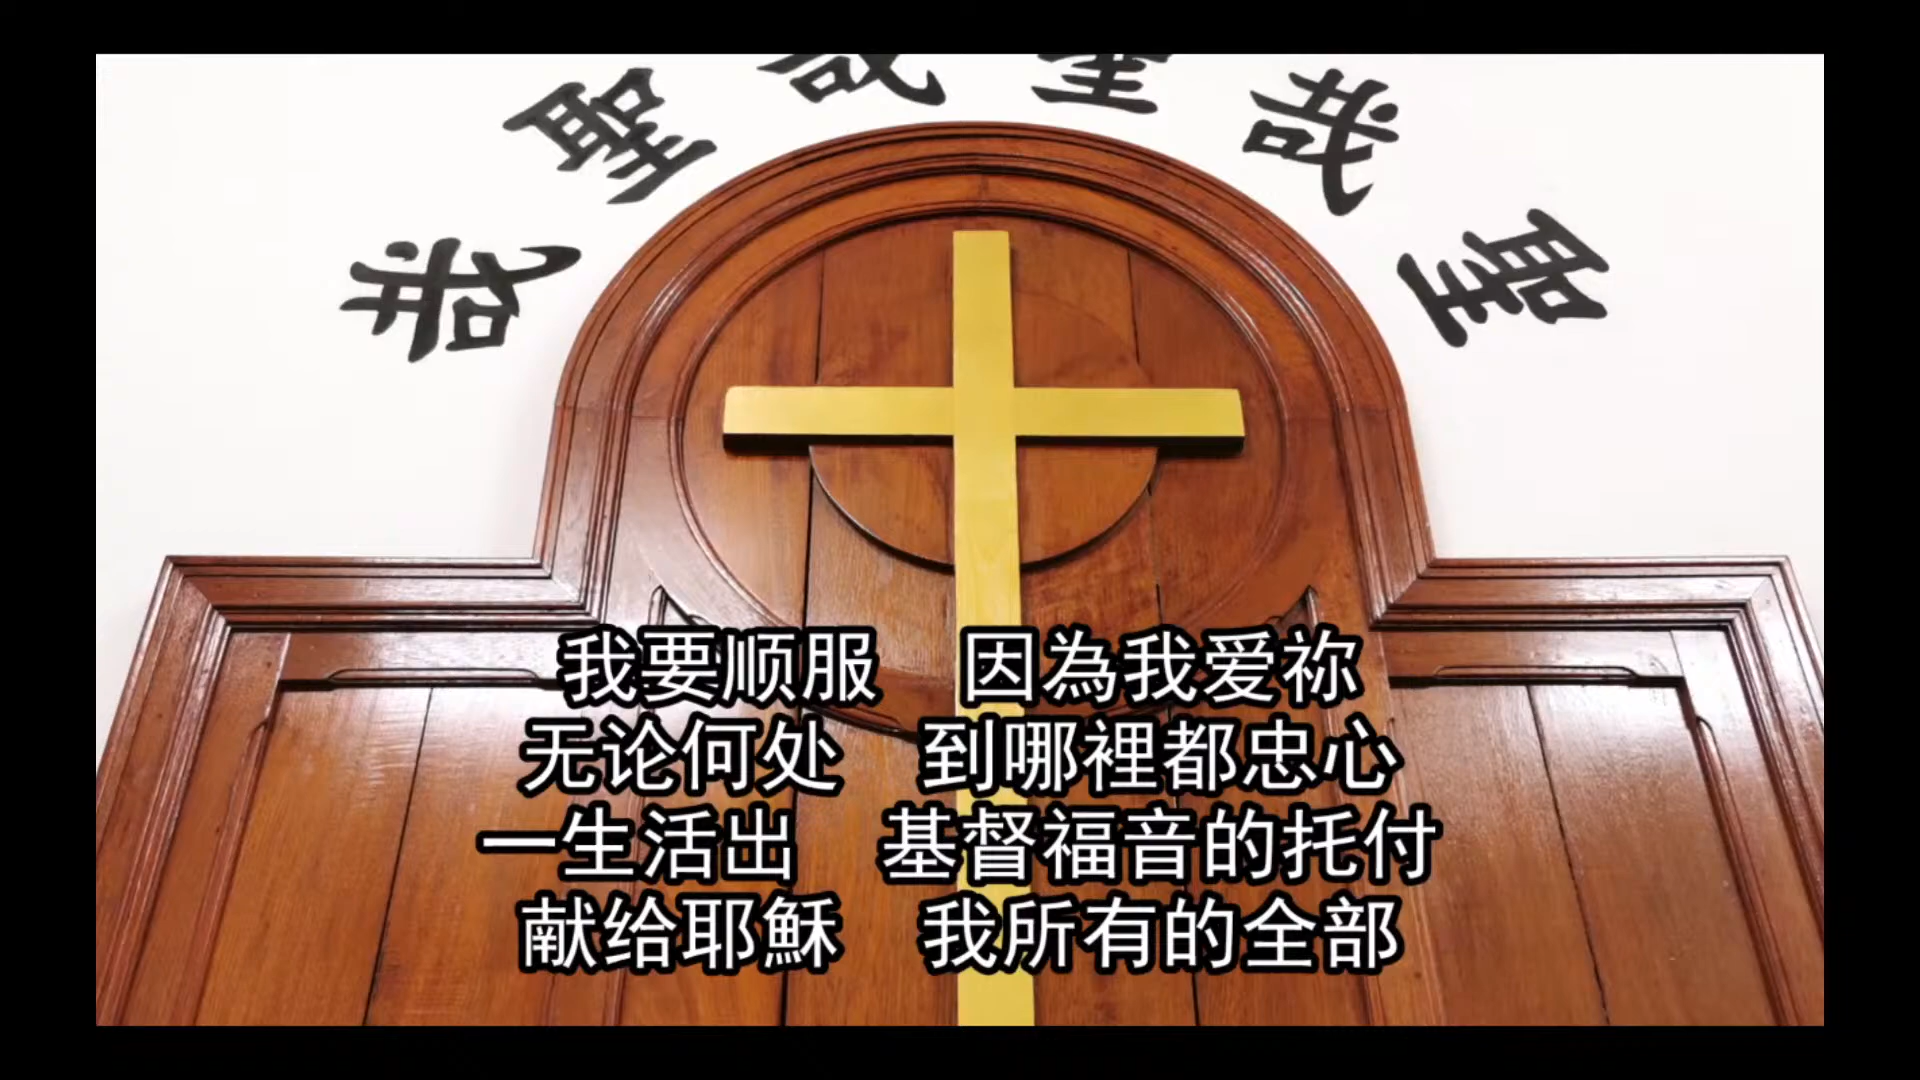 聖哉聖哉聖哉
我要顺服 因為我爱祢
无论何处 到哪裡都忠心
一生活出 基督福音的托付
献给耶穌 我所有的全部